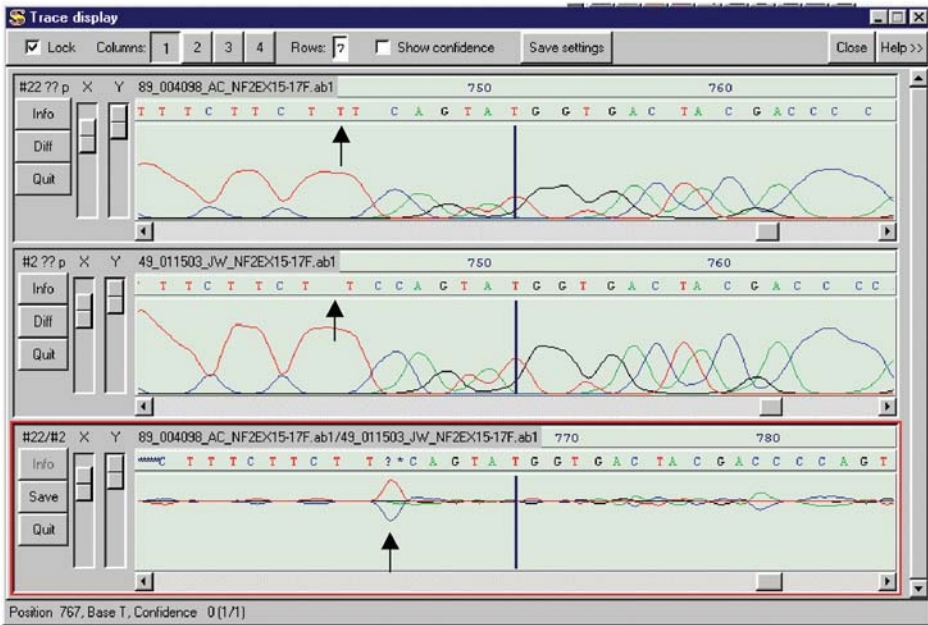 Trace display
Lock Columns: 1 2 3 4 Rows: ? Show confidence Save settings Close Help >>
#22 ?? p X Y 89_004098_AC_NF2EX15-17F.ab1 750 760
Info
Diff
Quit
T T T C T T C T T T C A G T A T G G T G A C T A C G A C C C C
#2 ?? p X Y 49_011503_JW_NF2EX15-17F.ab1 750 760
Info
Diff
Quit
' T T C T T C T T C C A G T A T G G T G A C T A C G A C C C C
#22/#2 X Y 89_004098_AC_NF2EX15-17F.ab1/49_011503_JW_NF2EX15-17F.ab1 770 780
Info
Save
Quit
C T T T C T T C T T ? * C A G T A T G G T G A C T A C G A C C C C A G T
Position 767, Base T, Confidence 0 (1/1)